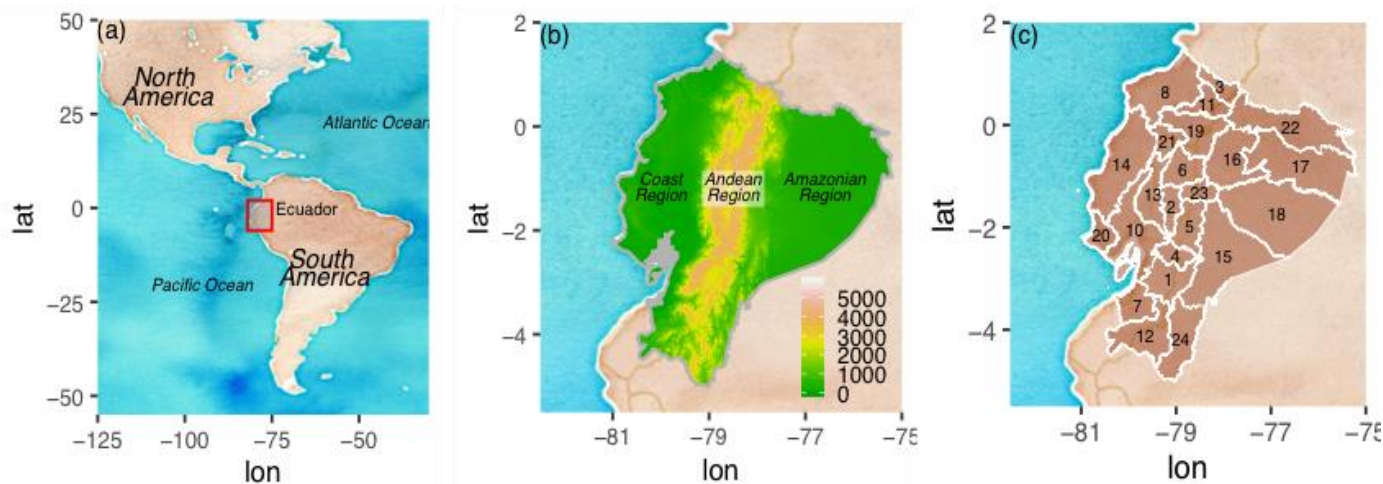 (a)
North
America
Atlantic Ocean
Ecuador
South
America
Pacific Ocean
50
25
0
−25
−50
lat
−125
−100
−75
−50
lon
(b)
Coast
Region
Andean
Region
Amazonian
Region
5000
4000
3000
2000
1000
0
2
0
−2
−4
lat
−81
−79
−77
−75
lon
(c)
8
3
11
22
19
21
14
16
17
6
13
23
2
18
20
10
5
4
15
1
7
12
24
2
0
−2
−4
lat
−81
−79
−77
−75
lon